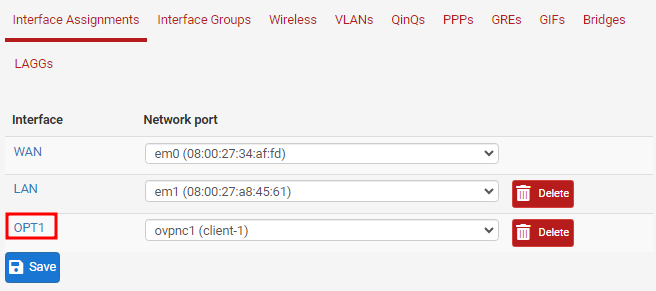 Interface Assignments Interface Groups Wireless VLANs QinQs PPPs GREs GIFs Bridges
LAGGs
Interface Network port
WAN em0 (08:00:27:34:af:fd)
LAN em1 (08:00:27:a8:45:61) Delete
OPT1 ovpnc1 (client-1) Delete
Save